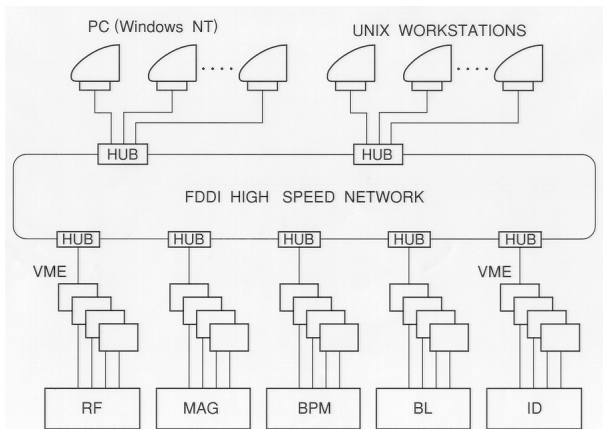 PC (Windows NT)
UNIX WORKSTATIONS
HUB
HUB
FDDI HIGH SPEED NETWORK
HUB
HUB
HUB
HUB
HUB
VME
VME
RF
MAG
BPM
BL
ID